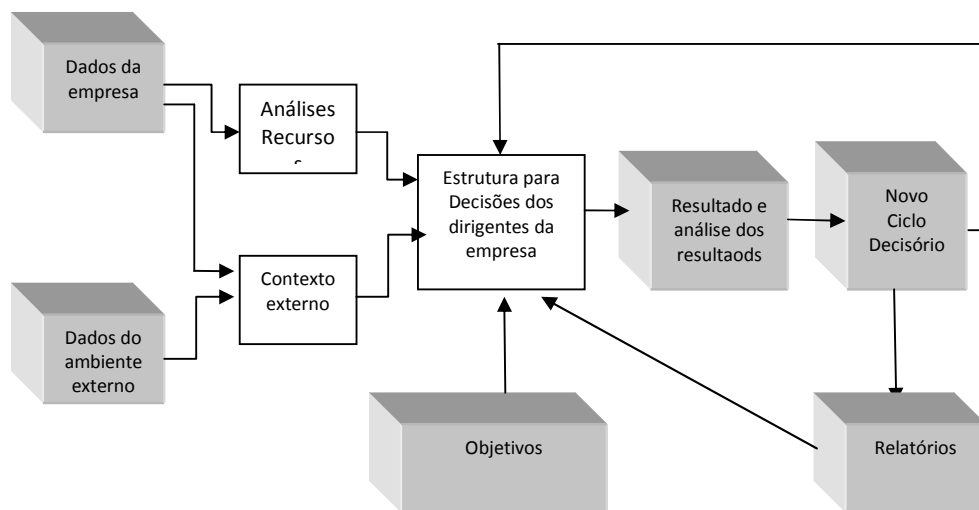 Dados da
empresa
Análises
Recurso
Estrutura para
Decisões dos
dirigentes da
empresa
Resultado e
análise dos
resultaods
Novo
Ciclo
Decisório
Contexto
externo
Dados do
ambiente
externo
Objetivos
Relatórios